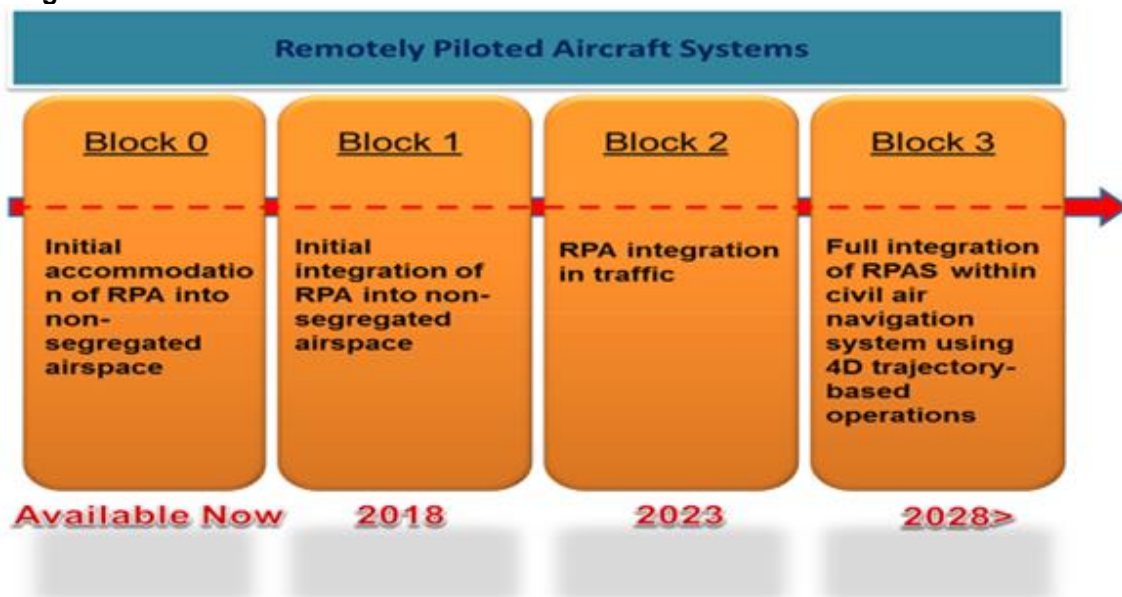 Remotely Piloted Aircraft Systems
Block 0
Initial
accommodatio
n of RPA into
non-
segregated
airspace
Block 1
Initial
integration of
RPA into non-
segregated
airspace
Block 2
RPA integration
in traffic
Block 3
Full integration
of RPAS within
civil air
navigation
system using
4D trajectory-
based
operations
Available Now
2018
2023
2028>